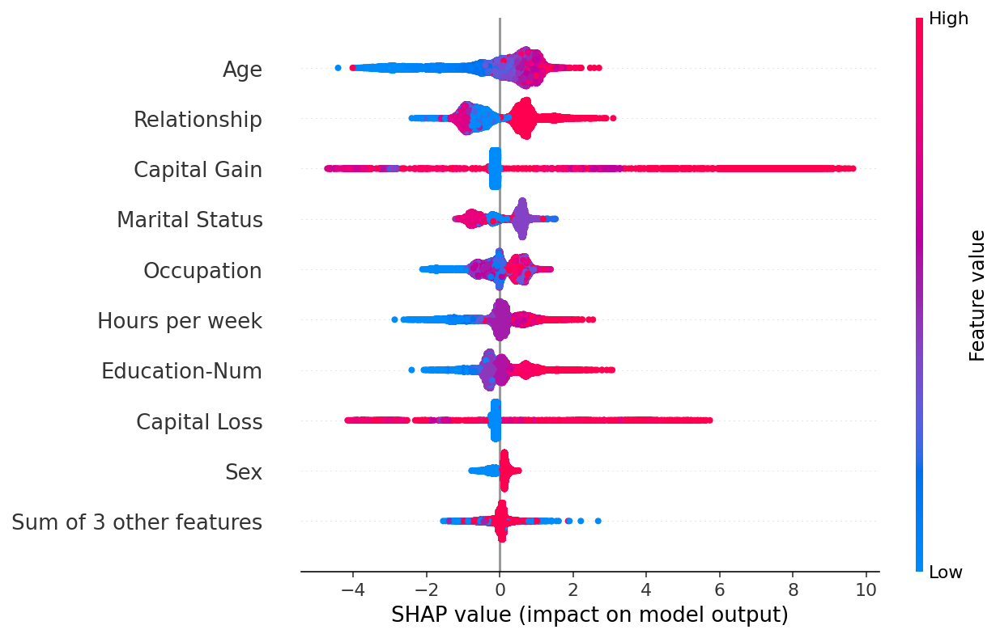 High
Age
Relationship
Capital Gain
Marital Status
Occupation
Hours per week
Education-Num
Capital Loss
Sex
Sum of 3 other features
Feature value
Low
−4 −2 0 2 4 6 8 10
SHAP value (impact on model output)